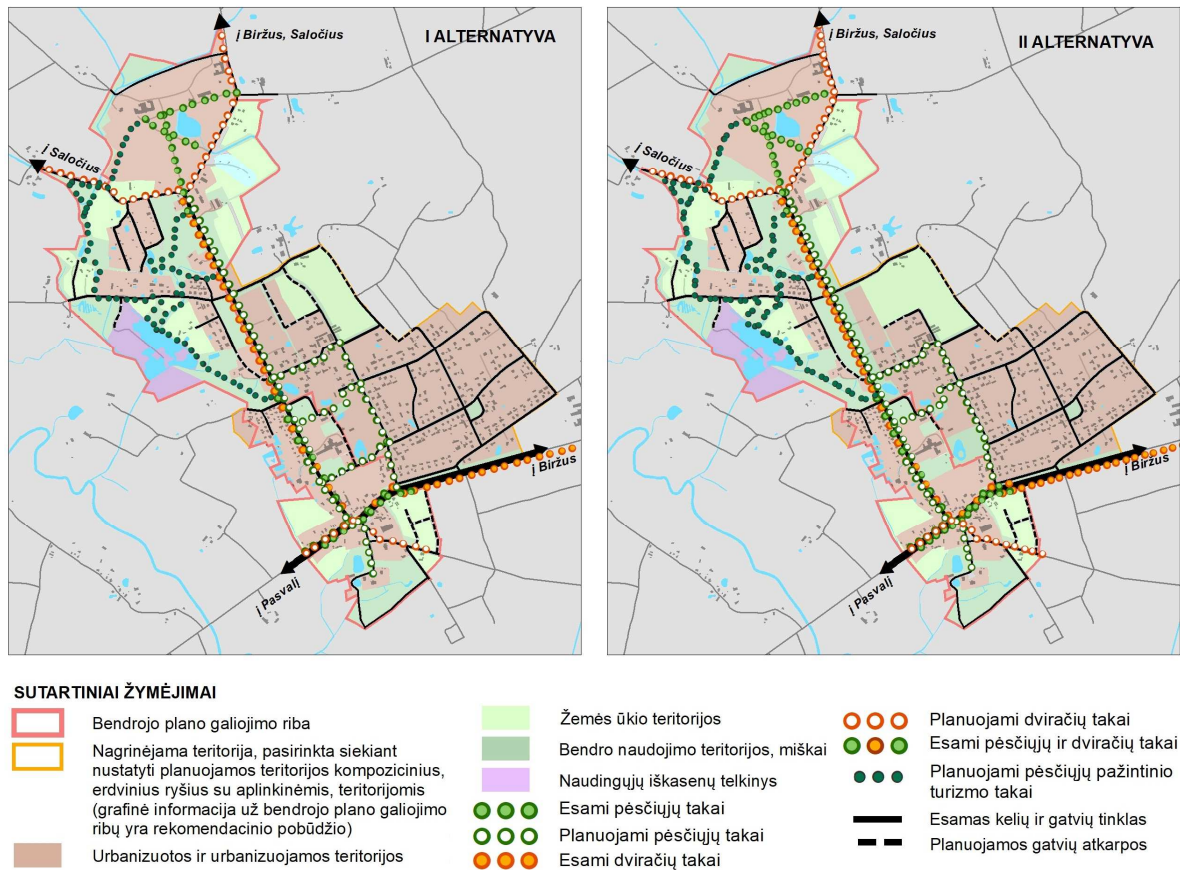 į Biržus, Saločius
I ALTERNATYVA
į Saločius
į Biržus
į Pasvalį
į Biržus, Saločius
II ALTERNATYVA
į Saločius
į Biržus
į Pasvalį
SUTARTINIAI ŽYMĖJIMAI
Bendrojo plano galiojimo riba
Nagrinėjama teritorija, pasirinkta siekiant
nustatyti planuojamos teritorijos kompozicinius,
erdvinius ryšius su aplinkinėmis, teritorijomis
(grafinė informacija už bendrojo plano galiojimo
ribų yra rekomendacinio pobūdžio)
Urbanizuotos ir urbanizuojamos teritorijos
Žemės ūkio teritorijos
Bendro naudojimo teritorijos, miškai
Naudingųjų iškasenų telkinys
Esami pėsčiųjų takai
Planuojami pėsčiųjų takai
Esami dviračių takai
Planuojami dviračių takai
Esami pėsčiųjų ir dviračių takai
Planuojami pėsčiųjų pažintinio
turizmo takai
Esamas kelių ir gatvių tinklas
Planuojamos gatvių atkarpos